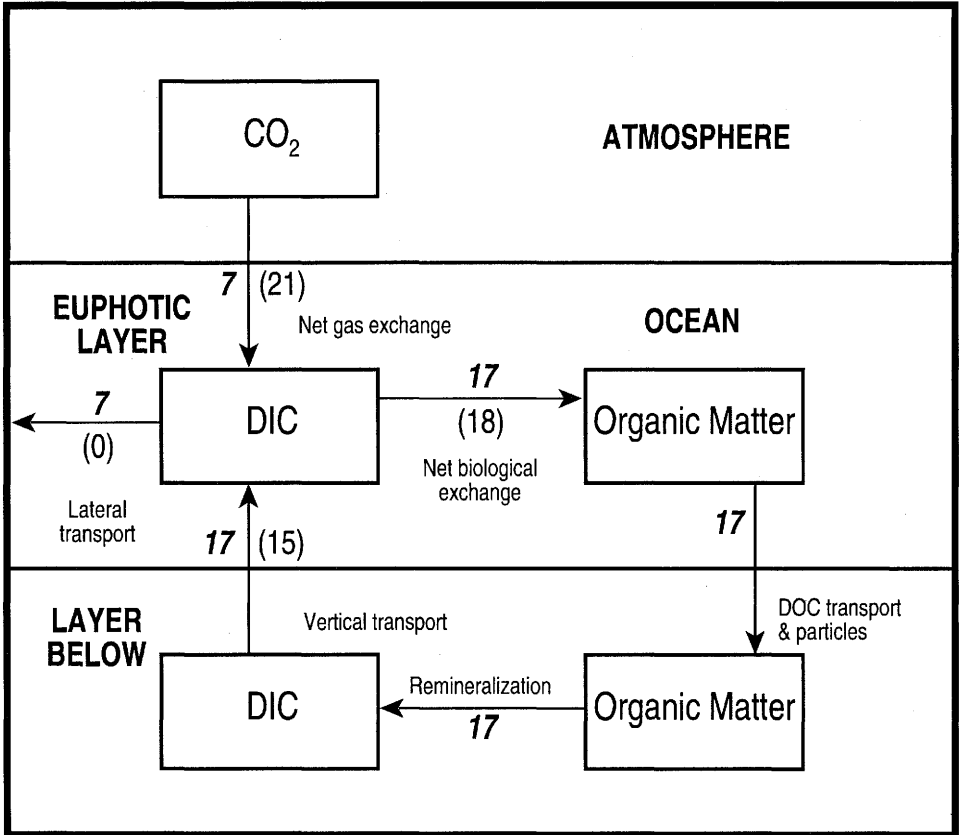 CO₂
ATMOSPHERE
7 (21)
EUPHOTIC
LAYER
Net gas exchange
OCEAN
7
(0)
DIC
17
(18)
Organic Matter
Net biological
exchange
Lateral
transport
17 (15)
17
LAYER
BELOW
Vertical transport
DOC transport
& particles
DIC
Remineralization
17
Organic Matter